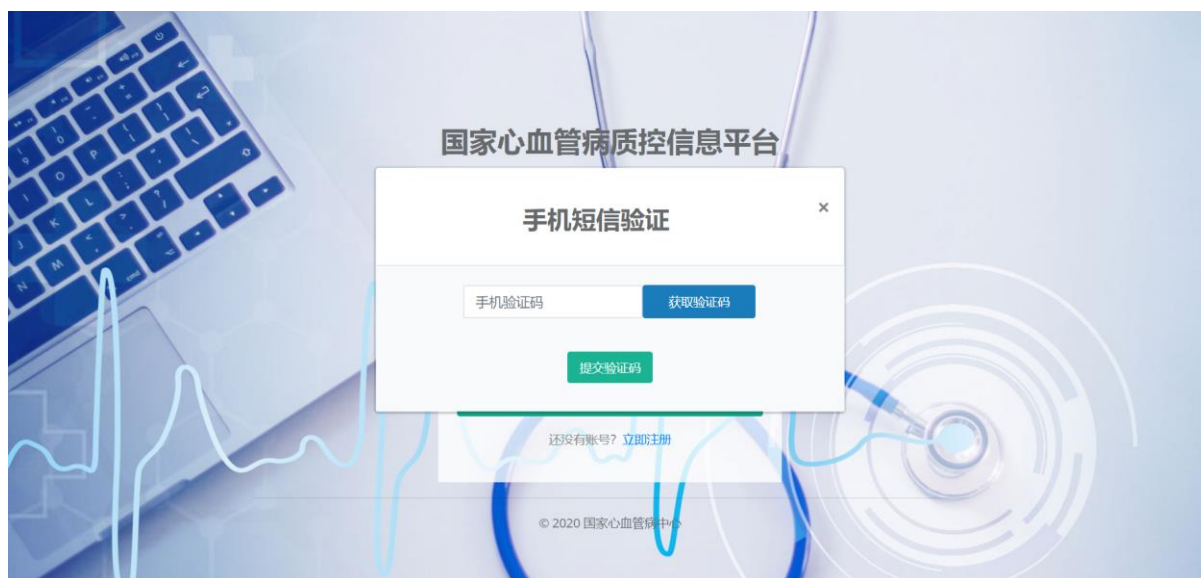 国家心血管病质控信息平台
手机短信验证
×
手机验证码 获取验证码
提交验证码
还没有账号? 立即注册
© 2020 国家心血管病中心